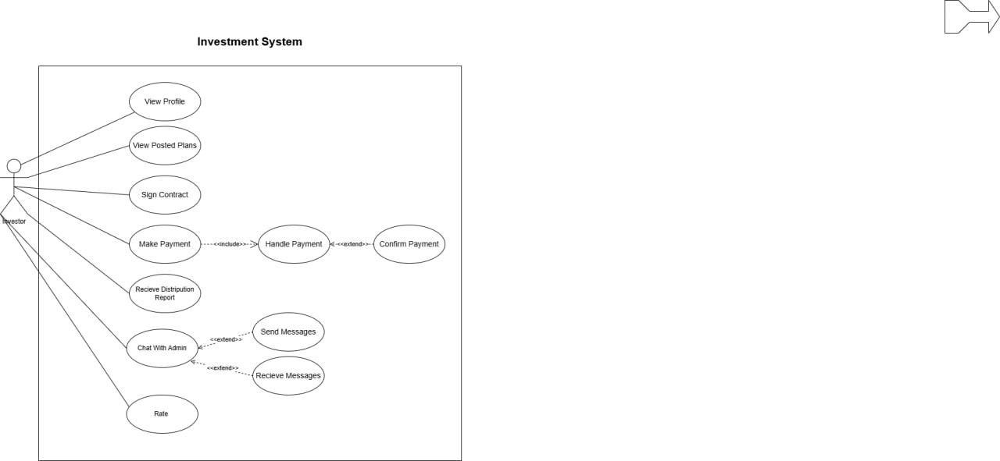 Investment System
View Profile
View Posted Plans
Sign Contract
Investor
Make Payment
<<include>>
Handle Payment
<<extend>>
Confirm Payment
Recieve Distripution
Report
Chat With Admin
<<extend>>
Send Messages
<<extend>>
Recieve Messages
Rate